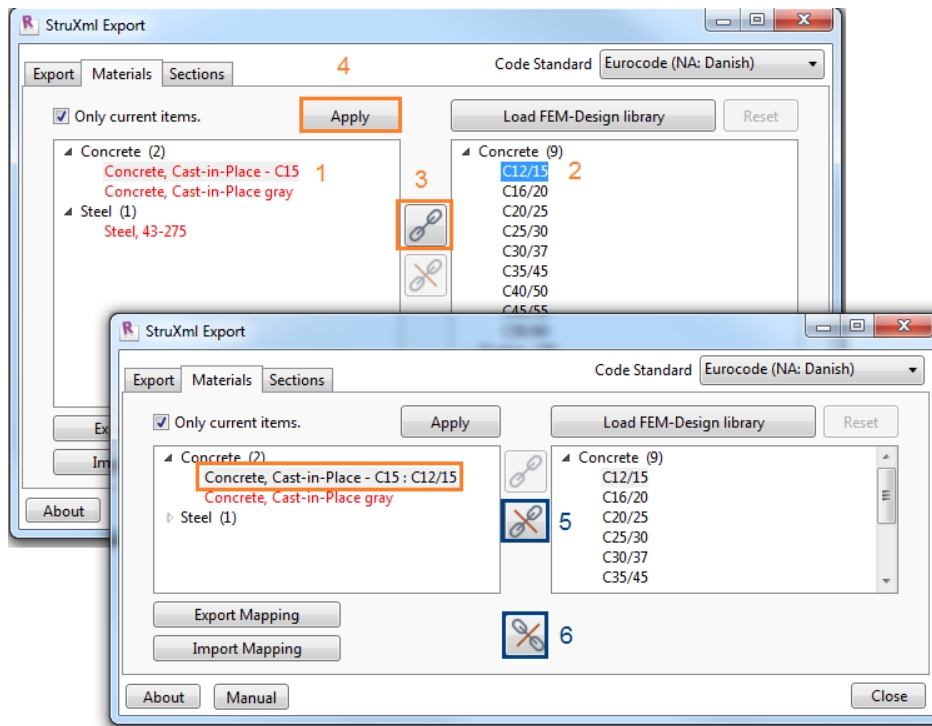 StruXml Export
4
Code Standard Eurocode (NA: Danish)
Export Materials Sections
Only current items. Apply Load FEM-Design library Reset
Concrete (2)
Concrete, Cast-in-Place - C15 1
Concrete, Cast-in-Place gray
Steel (1)
Steel, 43-275
3
Concrete (9)
C12/15 2
C16/20
C20/25
C25/30
C30/37
C35/45
C40/50
C45/55
Ex
Im
About
StruXml Export
Code Standard Eurocode (NA: Danish)
Export Materials Sections
Only current items. Apply Load FEM-Design library Reset
Concrete (2)
Concrete, Cast-in-Place - C15 : C12/15
Concrete, Cast-in-Place gray
Steel (1)
5
Concrete (9)
C12/15
C16/20
C20/25
C25/30
C30/37
C35/45
Export Mapping
Import Mapping
6
About Manual Close